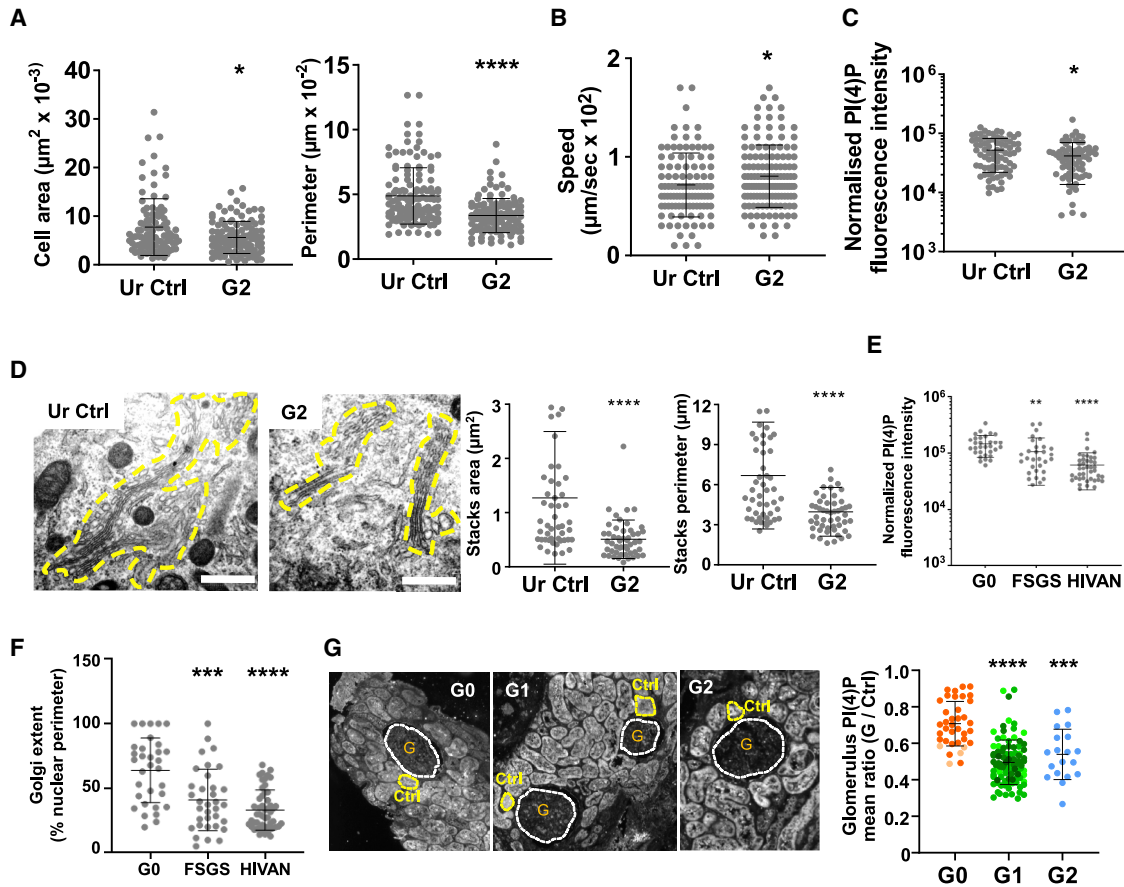 A
Cell area (µm² x 10⁻³)
40
30
20
10
0
*
Ur Ctrl
G2
Perimeter (µm x 10⁻²)
15
10
5
0
****
Ur Ctrl
G2
B
Speed
(µm/sec x 10²)
2
1
0
*
Ur Ctrl
G2
C
Normalised PI(4)P
fluorescence intensity
10⁶
10⁵
10⁴
10³
*
Ur Ctrl
G2
D
Ur Ctrl
G2
Stacks area (µm²)
3
2
1
0
****
Ur Ctrl
G2
Stacks perimeter (µm)
12
9
6
3
0
****
Ur Ctrl
G2
E
Normalized PI(4)P
fluorescence intensity
10⁶
10⁵
10⁴
10³
**
****
G0
FSGS
HIVAN
F
Golgi extent
(% nuclear perimeter)
150
100
50
0
***
****
G0
FSGS
HIVAN
G
G0
G
Ctrl
G1
Ctrl
G
Ctrl
G
G2
Ctrl
G
Glomerulus PI(4)P
mean ratio (G / Ctrl)
1.0
0.8
0.6
0.4
0.2
0.0
****
***
G0
G1
G2